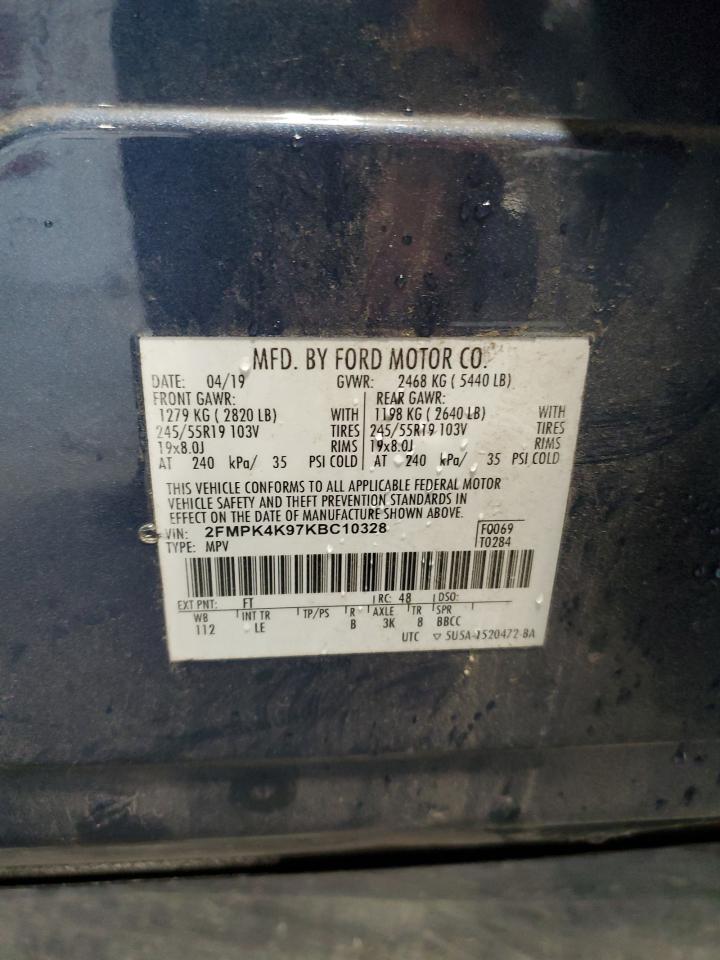 MFD. BY FORD MOTOR CO.
DATE: 04/19 GVWR: 2468 KG ( 5440 LB)
FRONT GAWR: REAR GAWR:
1279 KG ( 2820 LB) WITH 1198 KG ( 2640 LB) WITH
245/55R19 103V TIRES 245/55R19 103V TIRES
19x8.0J RIMS 19x8.0J RIMS
AT 240 kPa/ 35 PSI COLD AT 240 kPa/ 35 PSI COLD
THIS VEHICLE CONFORMS TO ALL APPLICABLE FEDERAL MOTOR
VEHICLE SAFETY AND THEFT PREVENTION STANDARDS IN
EFFECT ON THE DATE OF MANUFACTURE SHOWN ABOVE.
VIN: 2FMPK4K97KBC10328 F0069
TYPE: MPV T0284
EXT PNT: FT RC: 48 DSO:
WB INT TR TP/PS R AXLE TR SPR
112 LE B 3K 8 BBCC
UTC ▽ 5U5A-1520472-BA